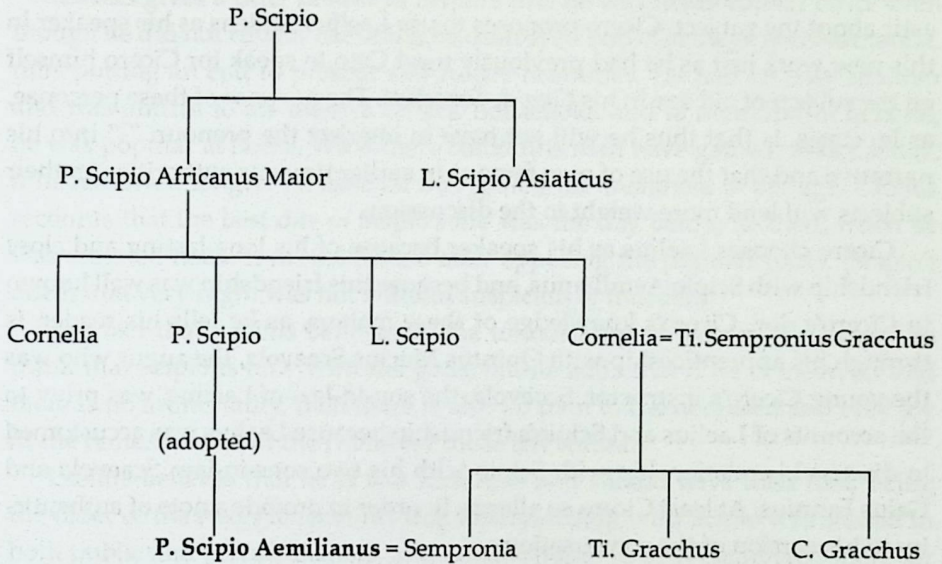 P. Scipio
P. Scipio Africanus Maior L. Scipio Asiaticus
Cornelia P. Scipio L. Scipio Cornelia = Ti. Sempronius Gracchus
(adopted)
P. Scipio Aemilianus = Sempronia Ti. Gracchus C. Gracchus